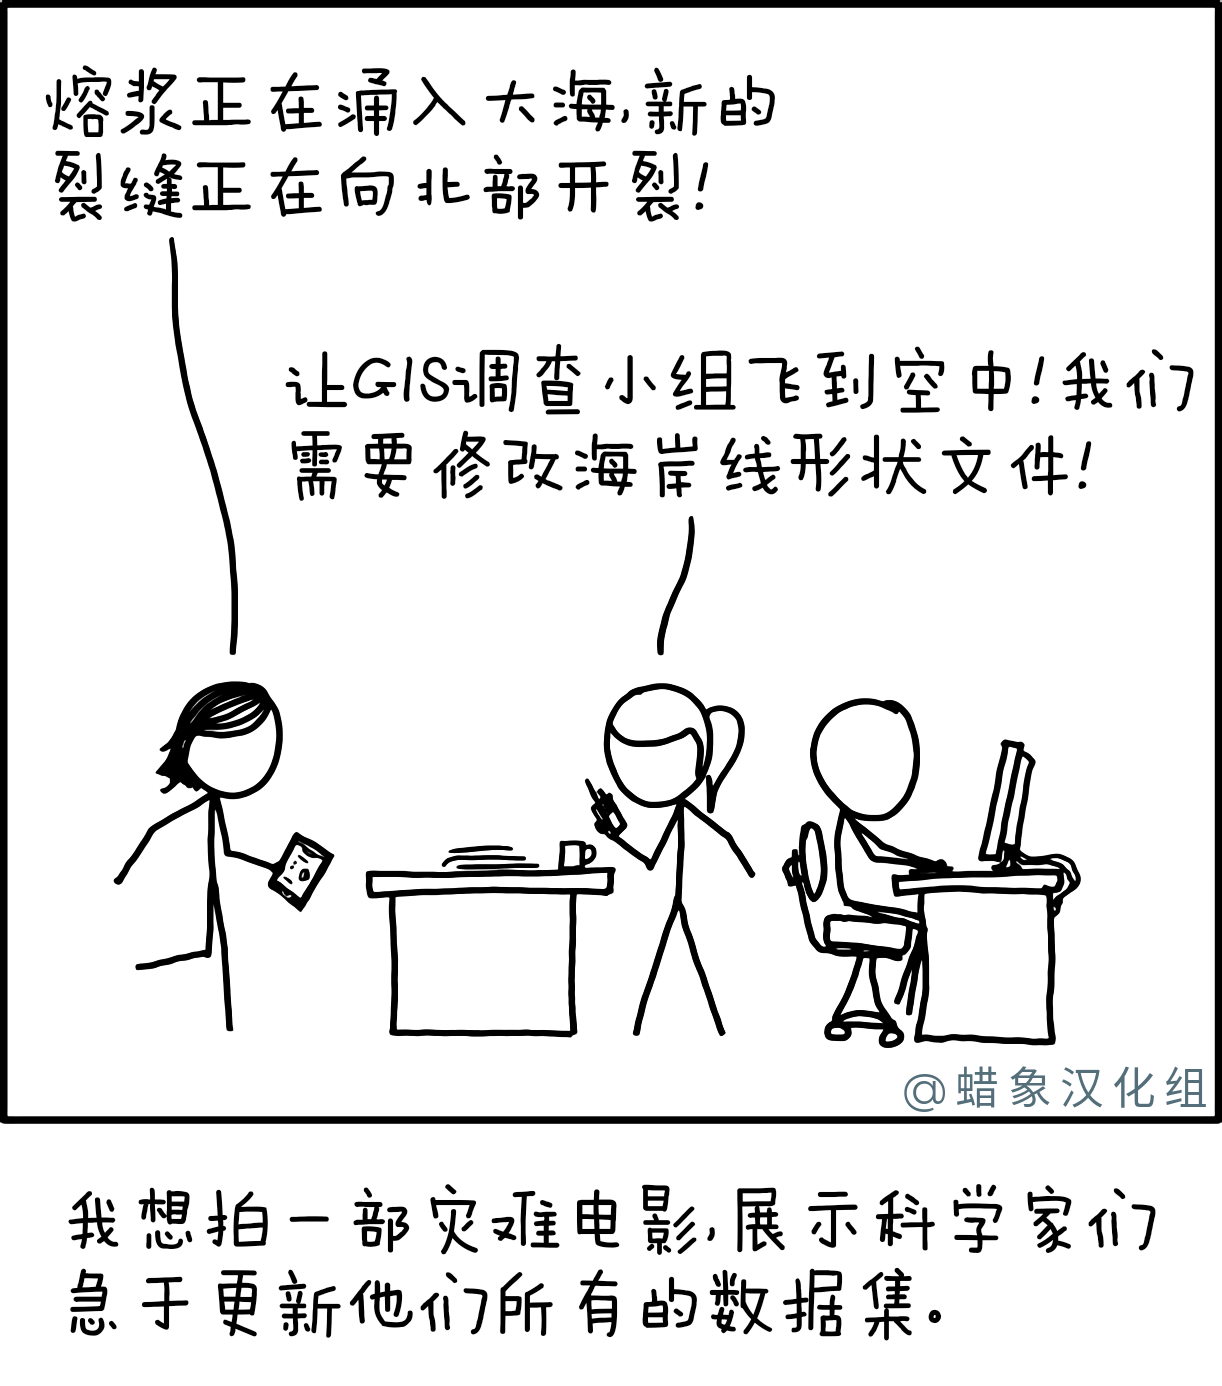 熔浆正在涌入大海,新的
裂缝正在向北部开裂!
让GIS调查小组飞到空中!我们
需要修改海岸线形状文件!
@蜡象汉化组
我想拍一部灾难电影,展示科学家们
急于更新他们所有的数据集。